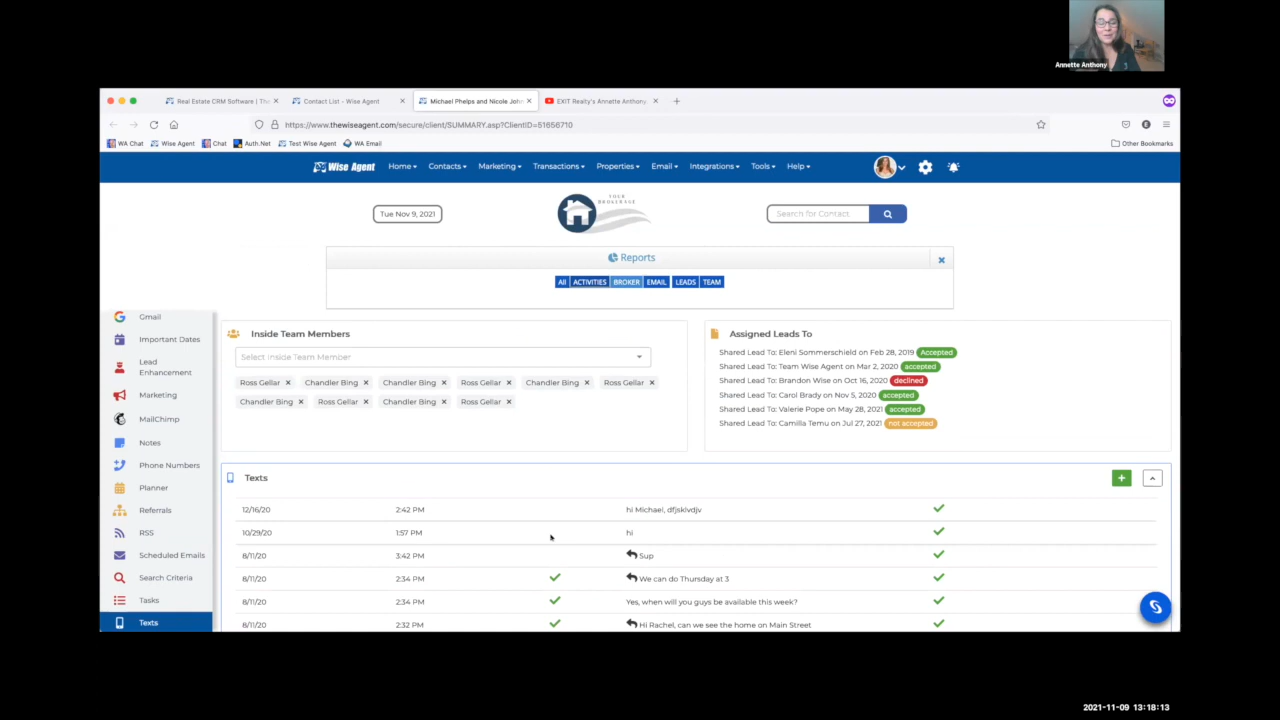 Annette Anthony
Real Estate CRM Software | Th
Contact List - Wise Agent
Michael Phelps and Nicole John
EXIT Realty's Annette Anthony.
https://www.thewiseagent.com/secure/client/SUMMARY.asp?ClientID=51656710
WA Chat Wise Agent Chat Auth.Net Test Wise Agent WA Email Other Bookmarks
Wise Agent Home Contacts Marketing Transactions Properties Email Integrations Tools Help
Tue Nov 9, 2021
YOUR
BROKERAGE
Search for Contact
Reports
All ACTIVITIES BROKER EMAIL LEADS TEAM
Gmail
Important Dates
Lead
Enhancement
Marketing
MailChimp
Notes
Phone Numbers
Planner
Referrals
RSS
Scheduled Emails
Search Criteria
Tasks
Texts
Inside Team Members
Select Inside Team Member
Ross Gellar × Chandler Bing × Chandler Bing × Ross Gellar × Chandler Bing × Ross Gellar ×
Chandler Bing × Ross Gellar × Chandler Bing × Ross Gellar ×
Assigned Leads To
Shared Lead To: Eleni Sommerschield on Feb 28, 2019 Accepted
Shared Lead To: Team Wise Agent on Mar 2, 2020 accepted
Shared Lead To: Brandon Wise on Oct 16, 2020 declined
Shared Lead To: Carol Brady on Nov 5, 2020 accepted
Shared Lead To: Valerie Pope on May 28, 2021 accepted
Shared Lead To: Camilla Temu on Jul 27, 2021 not accepted
Texts
12/16/20 2:42 PM hi Michael, dfjsklvdjv
10/29/20 1:57 PM hi
8/11/20 3:42 PM Sup
8/11/20 2:34 PM We can do Thursday at 3
8/11/20 2:34 PM Yes, when will you guys be available this week?
8/11/20 2:32 PM Hi Rachel, can we see the home on Main Street
2021-11-09 13:18:13